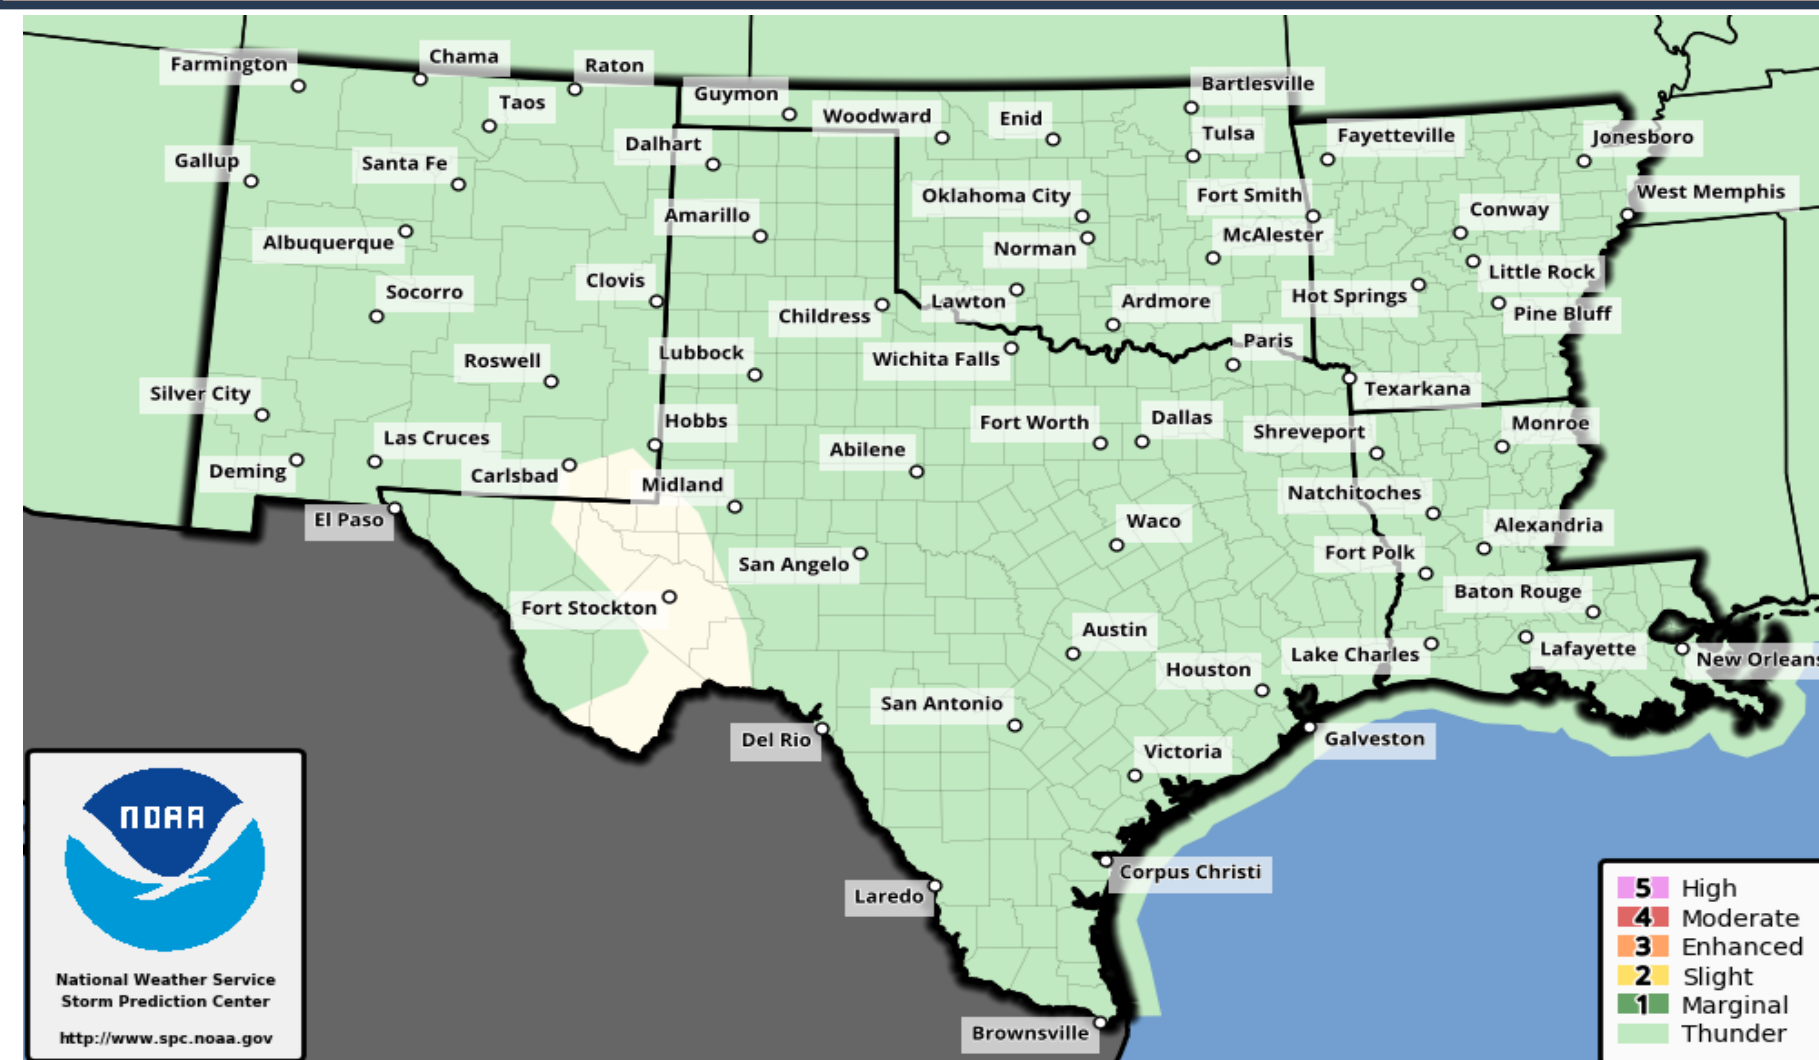 Farmington
Chama
Raton
Taos
Guymon
Woodward
Enid
Bartlesville
Tulsa
Fayetteville
Jonesboro
Dalhart
Gallup
Santa Fe
Oklahoma City
Fort Smith
West Memphis
Conway
Amarillo
Albuquerque
Norman
McAlester
Little Rock
Clovis
Socorro
Childress
Lawton
Ardmore
Hot Springs
Pine Bluff
Paris
Roswell
Lubbock
Wichita Falls
Texarkana
Silver City
Hobbs
Fort Worth
Dallas
Shreveport
Monroe
Las Cruces
Abilene
Deming
Carlsbad
Midland
Natchitoches
El Paso
Waco
Alexandria
San Angelo
Fort Polk
Fort Stockton
Baton Rouge
Austin
Lake Charles
Lafayette
New Orleans
Houston
San Antonio
Del Rio
Victoria
Galveston
Corpus Christi
Laredo
Brownsville
NOAA
National Weather Service
Storm Prediction Center
http://www.spc.noaa.gov
5 High
4 Moderate
3 Enhanced
2 Slight
1 Marginal
Thunder